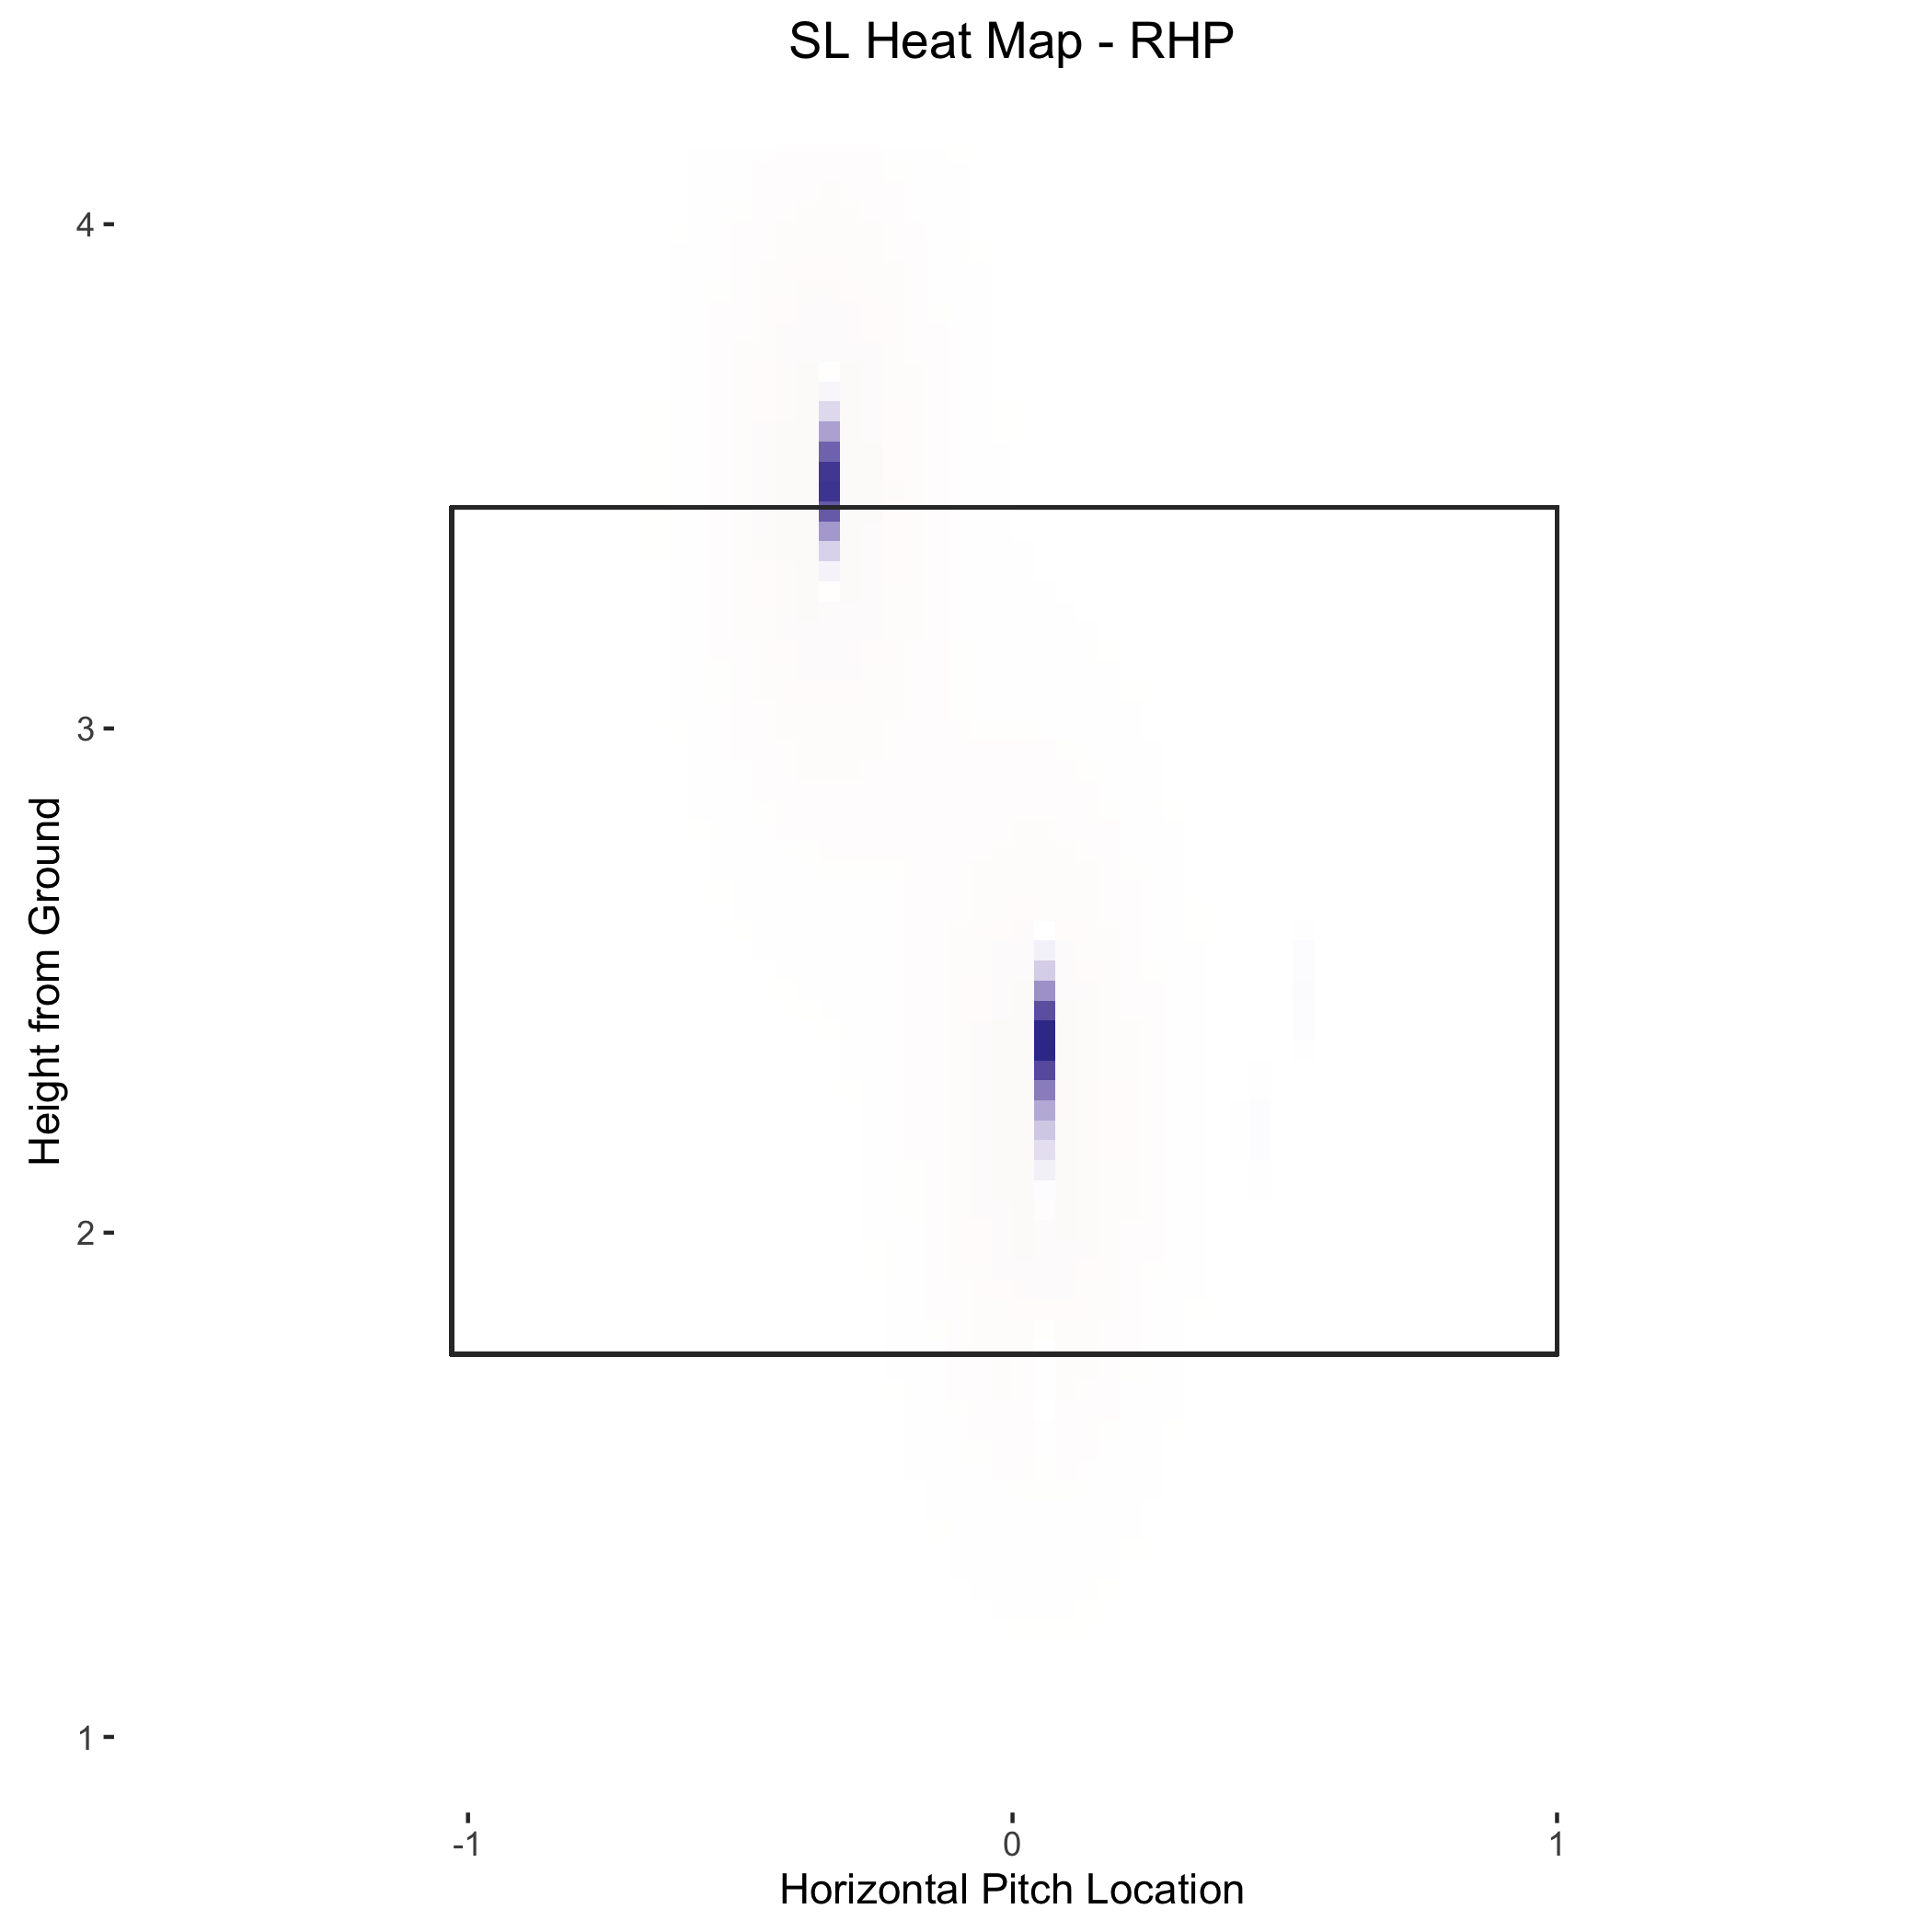 SL Heat Map - RHP
4
3
2
1
Height from Ground
-1 0 1
Horizontal Pitch Location